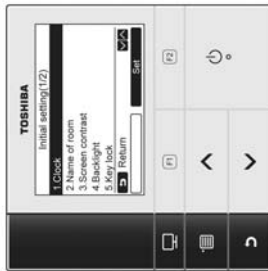 TOSHIBA
Initial setting(1/2)
1.Clock
2.Name of room
3.Screen contrast
4.Backlight
5.Key lock
Return
Set
F1
F2